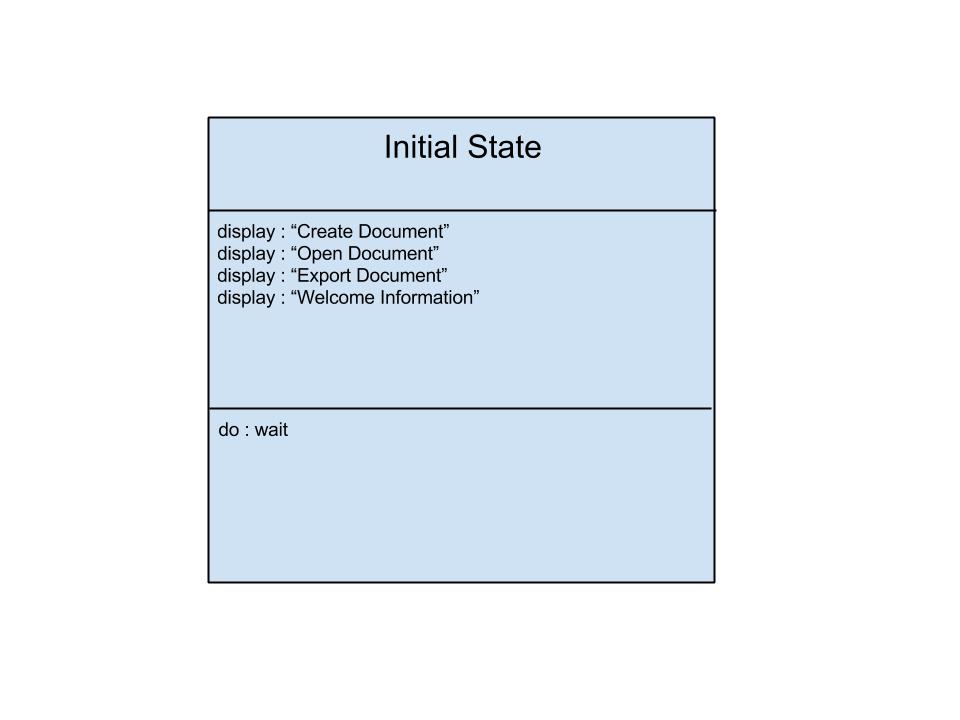 Initial State
display : “Create Document”
display : “Open Document”
display : “Export Document”
display : “Welcome Information”
do : wait